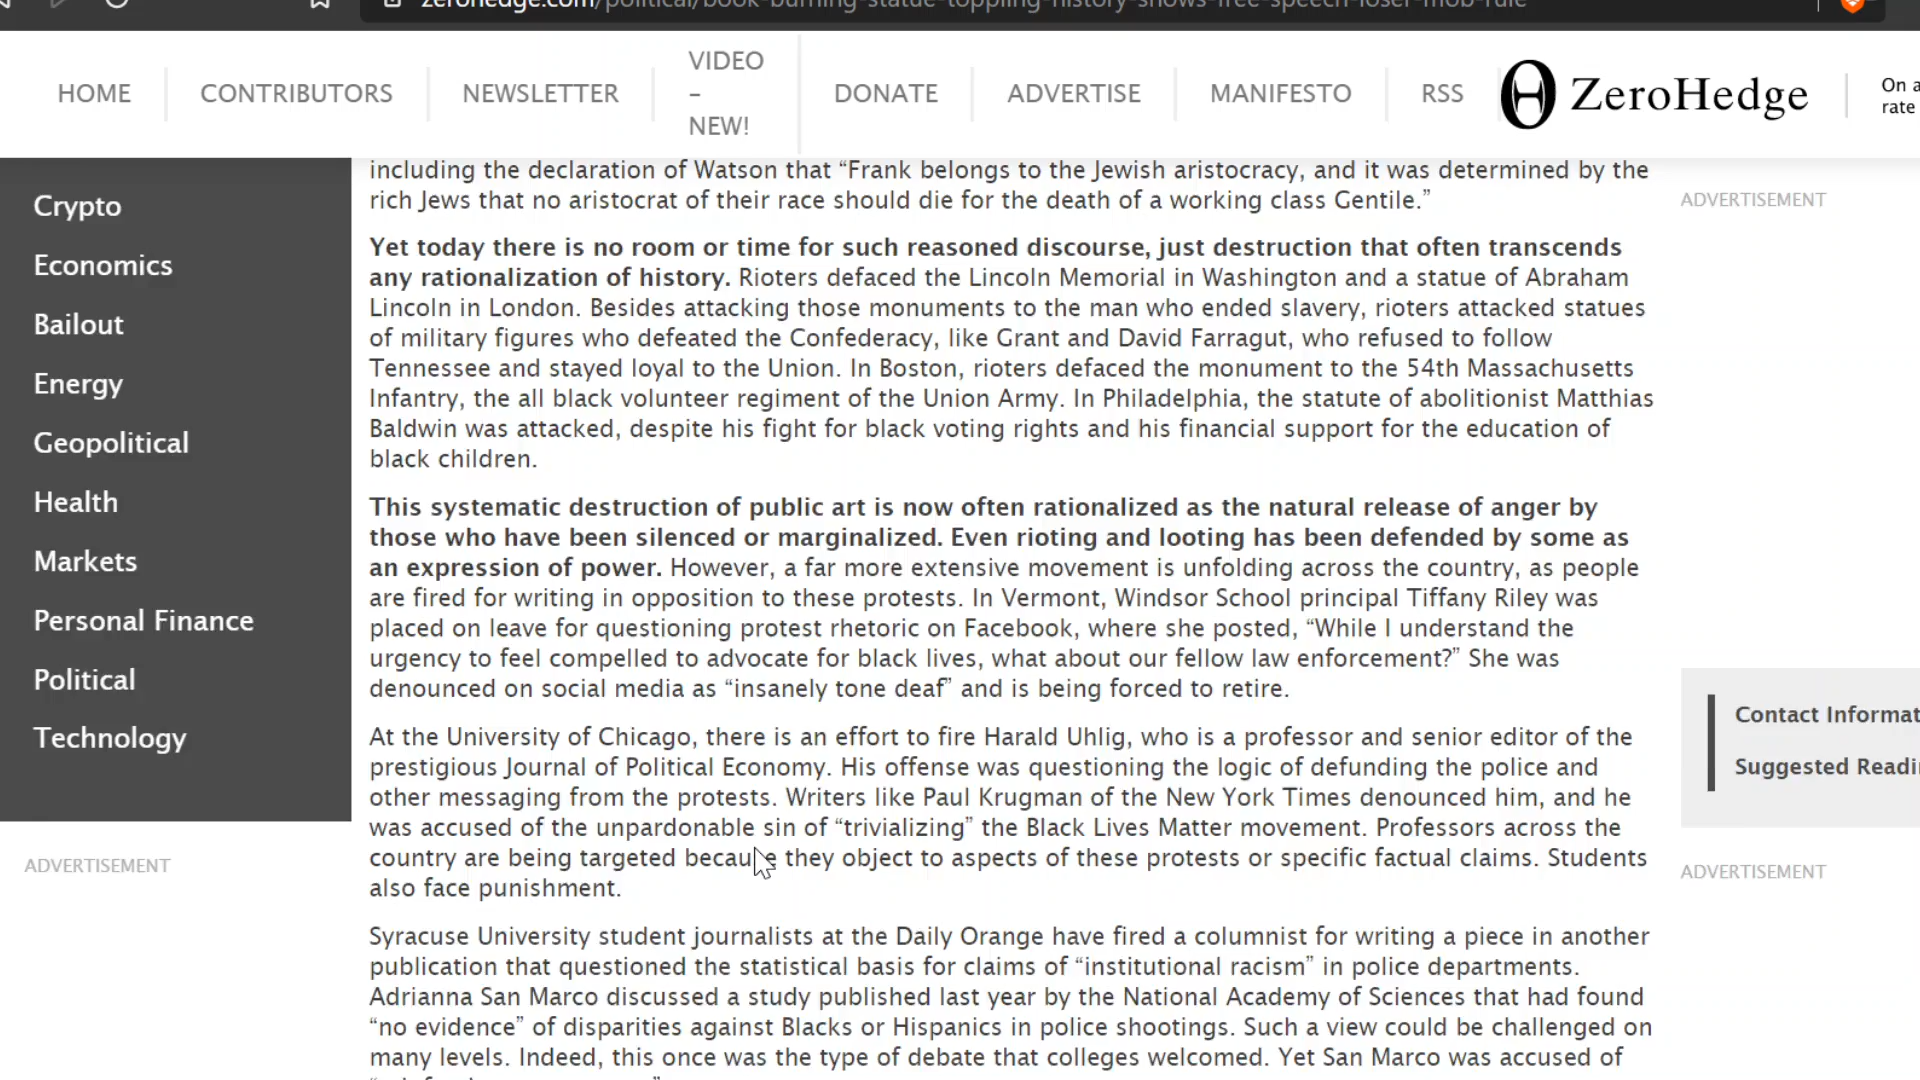 zerohedge.com/political/book-burning-statue-toppling-history-shows-free-speech-loser-mob-rule
HOME
CONTRIBUTORS
NEWSLETTER
VIDEO
–
NEW!
DONATE
ADVERTISE
MANIFESTO
RSS
ZeroHedge
On a
rate
Crypto
Economics
Bailout
Energy
Geopolitical
Health
Markets
Personal Finance
Political
Technology
ADVERTISEMENT
including the declaration of Watson that “Frank belongs to the Jewish aristocracy, and it was determined by the
rich Jews that no aristocrat of their race should die for the death of a working class Gentile.”
Yet today there is no room or time for such reasoned discourse, just destruction that often transcends
any rationalization of history. Rioters defaced the Lincoln Memorial in Washington and a statue of Abraham
Lincoln in London. Besides attacking those monuments to the man who ended slavery, rioters attacked statues
of military figures who defeated the Confederacy, like Grant and David Farragut, who refused to follow
Tennessee and stayed loyal to the Union. In Boston, rioters defaced the monument to the 54th Massachusetts
Infantry, the all black volunteer regiment of the Union Army. In Philadelphia, the statute of abolitionist Matthias
Baldwin was attacked, despite his fight for black voting rights and his financial support for the education of
black children.
This systematic destruction of public art is now often rationalized as the natural release of anger by
those who have been silenced or marginalized. Even rioting and looting has been defended by some as
an expression of power. However, a far more extensive movement is unfolding across the country, as people
are fired for writing in opposition to these protests. In Vermont, Windsor School principal Tiffany Riley was
placed on leave for questioning protest rhetoric on Facebook, where she posted, “While I understand the
urgency to feel compelled to advocate for black lives, what about our fellow law enforcement?” She was
denounced on social media as “insanely tone deaf” and is being forced to retire.
At the University of Chicago, there is an effort to fire Harald Uhlig, who is a professor and senior editor of the
prestigious Journal of Political Economy. His offense was questioning the logic of defunding the police and
other messaging from the protests. Writers like Paul Krugman of the New York Times denounced him, and he
was accused of the unpardonable sin of “trivializing” the Black Lives Matter movement. Professors across the
country are being targeted because they object to aspects of these protests or specific factual claims. Students
also face punishment.
Syracuse University student journalists at the Daily Orange have fired a columnist for writing a piece in another
publication that questioned the statistical basis for claims of “institutional racism” in police departments.
Adrianna San Marco discussed a study published last year by the National Academy of Sciences that had found
“no evidence” of disparities against Blacks or Hispanics in police shootings. Such a view could be challenged on
many levels. Indeed, this once was the type of debate that colleges welcomed. Yet San Marco was accused of
ADVERTISEMENT
Contact Informat
Suggested Readi
ADVERTISEMENT